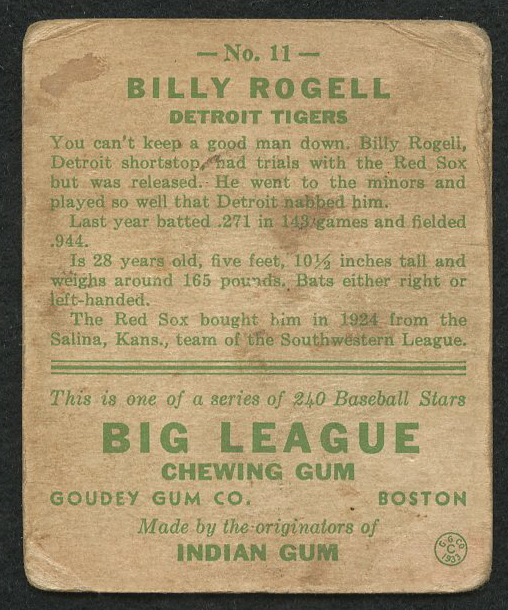 — No. 11 —
BILLY ROGELL
DETROIT TIGERS
You can't keep a good man down. Billy Rogell,
Detroit shortstop, had trials with the Red Sox
but was released. He went to the minors and
played so well that Detroit nabbed him.
Last year batted .271 in 143 games and fielded
.944.
Is 28 years old, five feet, 10½ inches tall and
weighs around 165 pounds. Bats either right or
left-handed.
The Red Sox bought him in 1924 from the
Salina, Kans., team of the Southwestern League.
This is one of a series of 240 Baseball Stars
BIG LEAGUE
CHEWING GUM
GOUDEY GUM CO. BOSTON
Made by the originators of
INDIAN GUM
G.G.CO.
C
1933